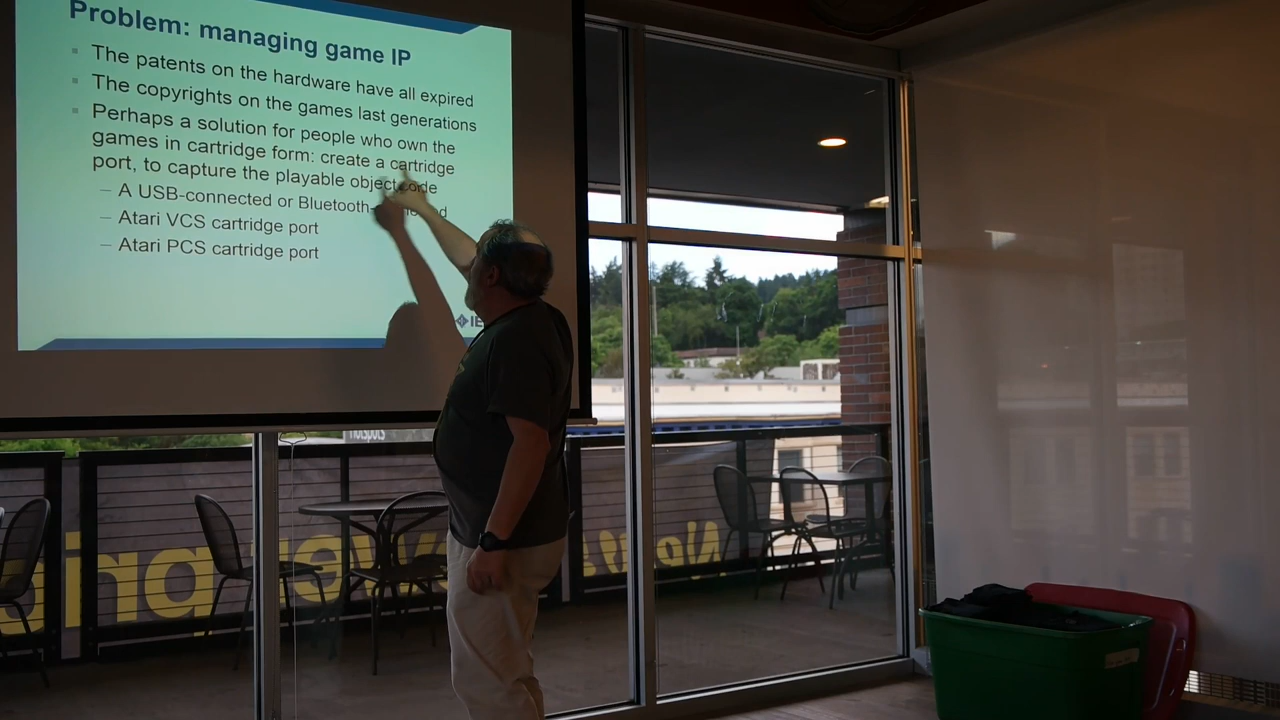 Problem: managing game IP
The patents on the hardware have all expired
The copyrights on the games last generations
Perhaps a solution for people who own the
games in cartridge form: create a cartridge
port, to capture the playable object code
– A USB-connected or Bluetooth-
– Atari VCS cartridge port
– Atari PCS cartridge port
hotspots